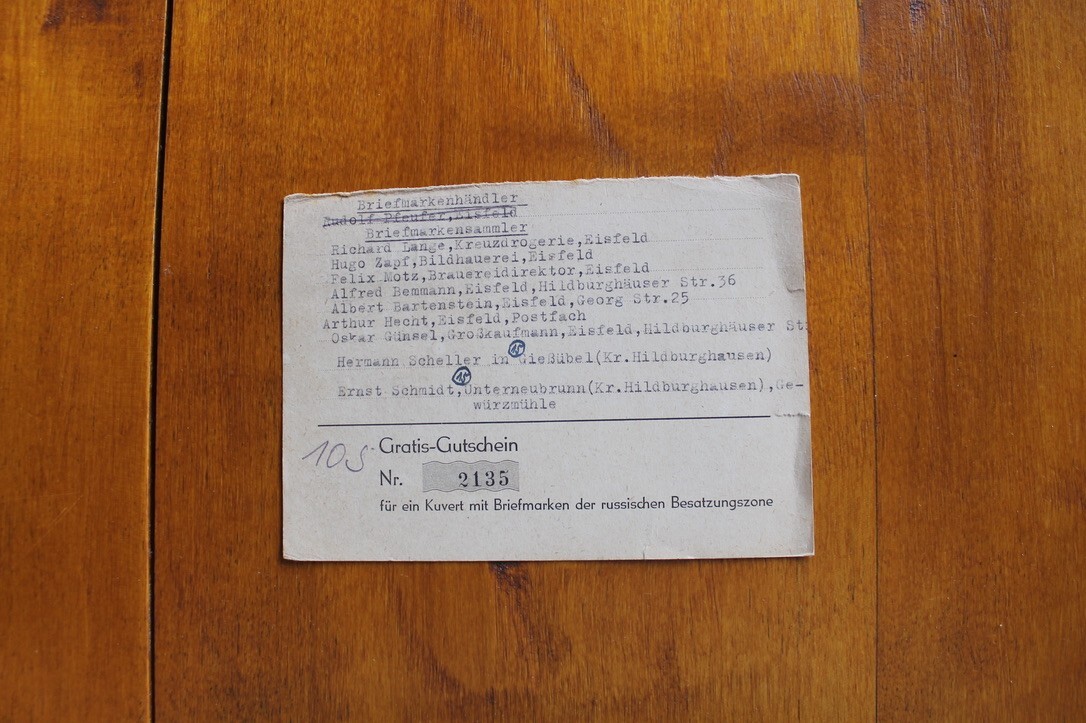 Briefmarkenhändler
Rudolf Pfeufer,Eisfeld
Briefmarkensammler
Richard Lange,Kreuzdrogerie,Eisfeld
Hugo Zapf,Bildhauerei,Eisfeld
Felix Motz,Brauereidirektor,Eisfeld
Alfred Bemmann,Eisfeld,Hildburghäuser Str.36
Albert Bartenstein,Eisfeld,Georg Str.25
Arthur Hecht,Eisfeld,Postfach
Oskar Günsel,Großkaufmann,Eisfeld,Hildburghäuser St
15
Hermann Scheller in Gießübel(Kr.Hildburghausen)
15
Ernst Schmidt,Unterneubrunn(Kr.Hildburghausen),Ge-
würzmühle
Gratis-Gutschein
Nr. 2135
für ein Kuvert mit Briefmarken der russischen Besatzungszone